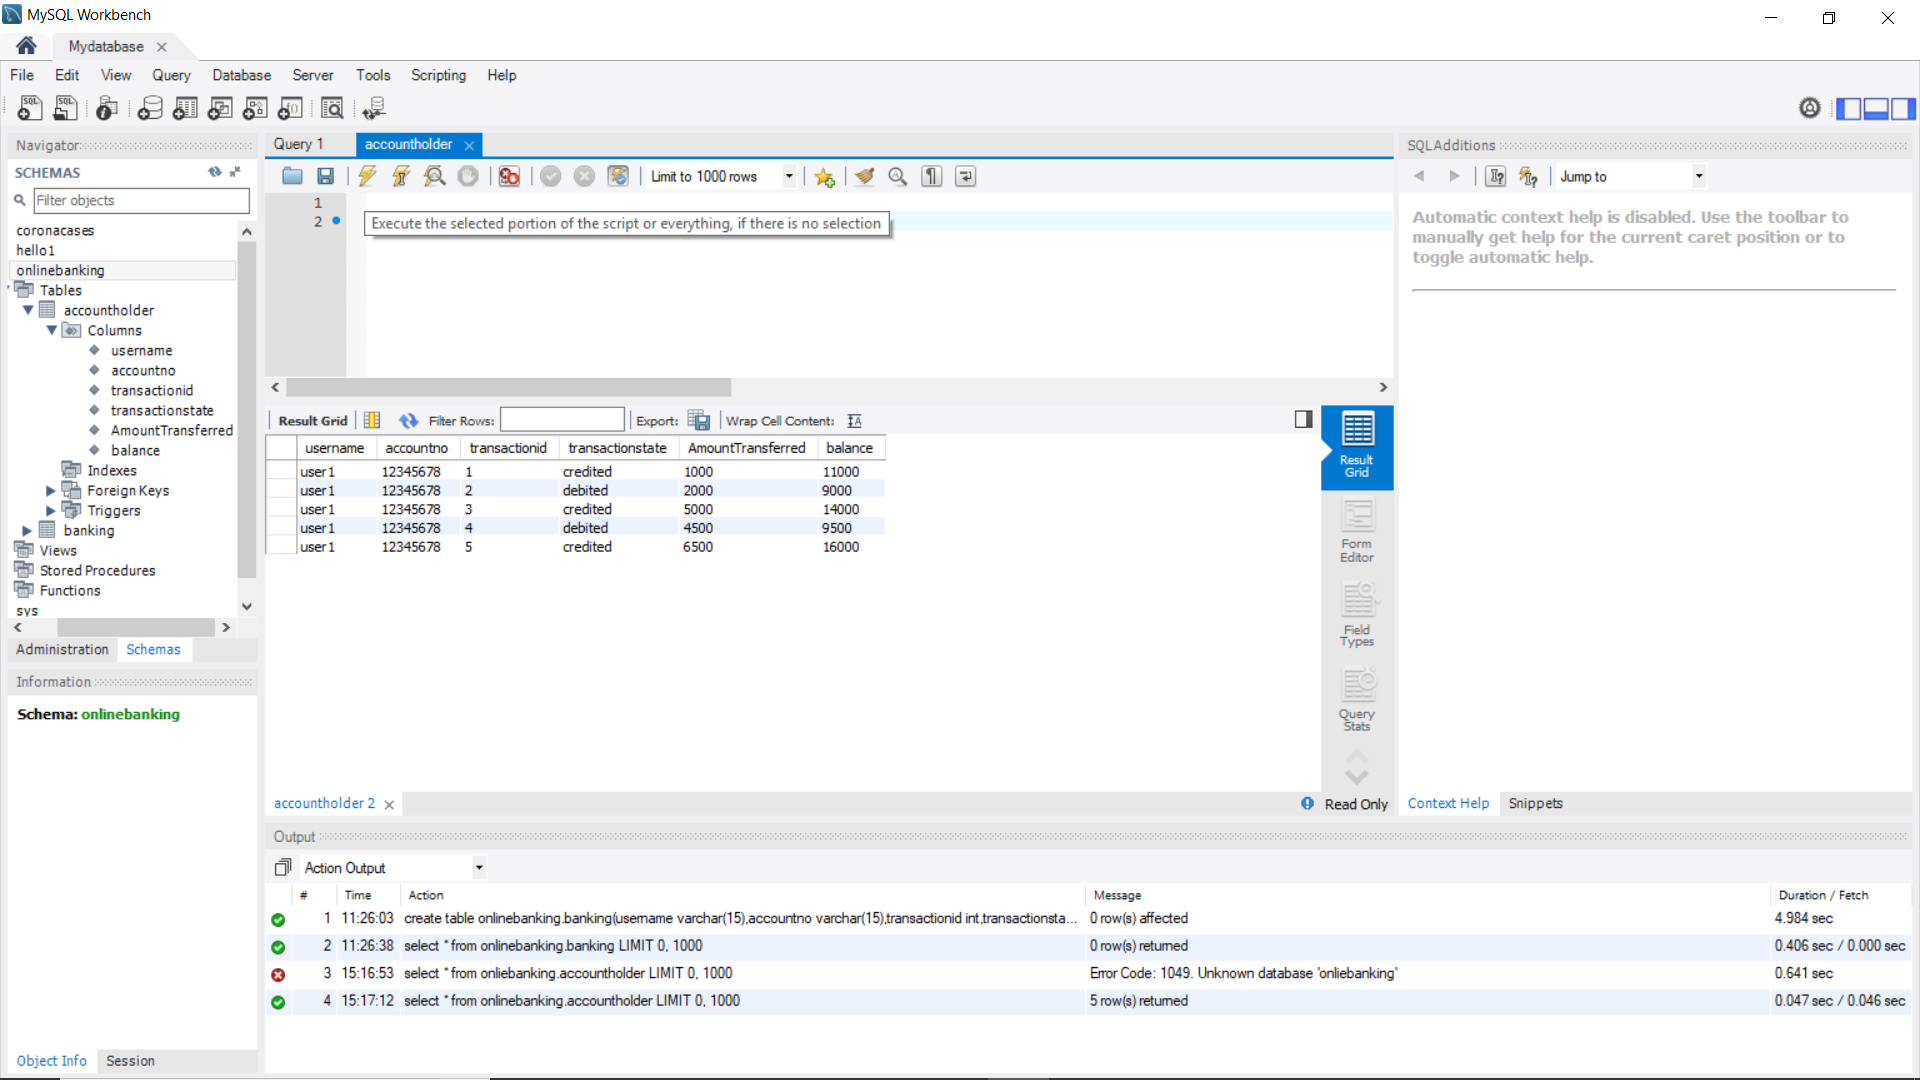 MySQL Workbench
Mydatabase
File Edit View Query Database Server Tools Scripting Help
Navigator
SCHEMAS
Filter objects
coronacases
hello1
onlinebanking
Tables
accountholder
Columns
username
accountno
transactionid
transactionstate
AmountTransferred
balance
Indexes
Foreign Keys
Triggers
banking
Views
Stored Procedures
Functions
sys
Administration Schemas
Information
Schema: onlinebanking
Object Info Session
Query 1 accountholder
Limit to 1000 rows
1
2
Execute the selected portion of the script or everything, if there is no selection
Result Grid Filter Rows: Export: Wrap Cell Content:
username accountno transactionid transactionstate AmountTransferred balance
user1 12345678 1 credited 1000 11000
user1 12345678 2 debited 2000 9000
user1 12345678 3 credited 5000 14000
user1 12345678 4 debited 4500 9500
user1 12345678 5 credited 6500 16000
Result
Grid
Form
Editor
Field
Types
Query
Stats
accountholder 2 Read Only
SQLAdditions
Jump to
Automatic context help is disabled. Use the toolbar to
manually get help for the current caret position or to
toggle automatic help.
Context Help Snippets
Output
Action Output
# Time Action Message Duration / Fetch
1 11:26:03 create table onlinebanking.banking(username varchar(15),accountno varchar(15),transactionid int,transactionsta... 0 row(s) affected 4.984 sec
2 11:26:38 select * from onlinebanking.banking LIMIT 0, 1000 0 row(s) returned 0.406 sec / 0.000 sec
3 15:16:53 select * from onliebanking.accountholder LIMIT 0, 1000 Error Code: 1049. Unknown database 'onliebanking' 0.641 sec
4 15:17:12 select * from onlinebanking.accountholder LIMIT 0, 1000 5 row(s) returned 0.047 sec / 0.046 sec